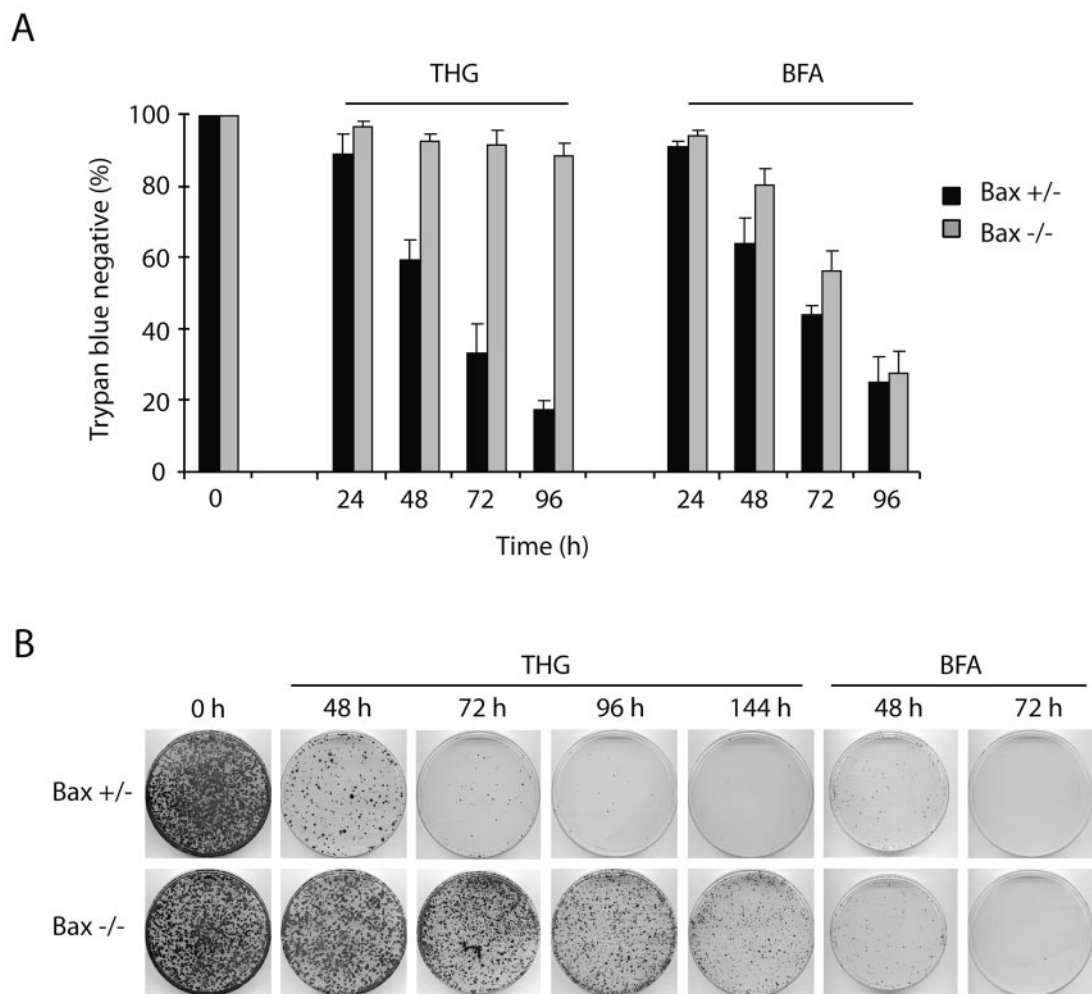 A
THG BFA
100
80
60
40
20
0
Trypan blue negative (%)
Bax +/-
Bax -/-
0 24 48 72 96 24 48 72 96
Time (h)
B
THG BFA
0 h 48 h 72 h 96 h 144 h 48 h 72 h
Bax +/-
Bax -/-